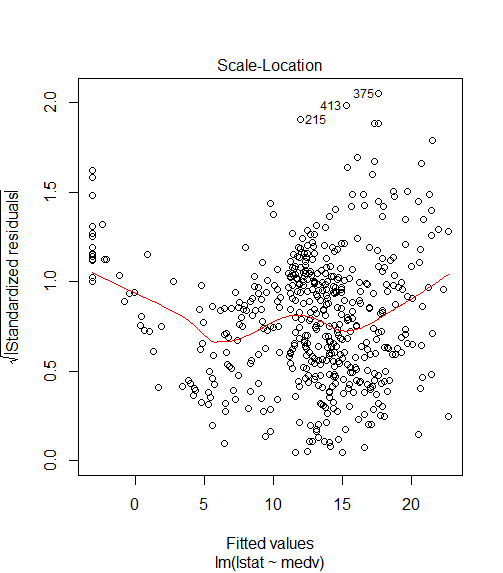 Scale-Location
√|Standardized residuals|
2.0
1.5
1.0
0.5
0.0
375
413
215
0 5 10 15 20
Fitted values
lm(lstat ~ medv)